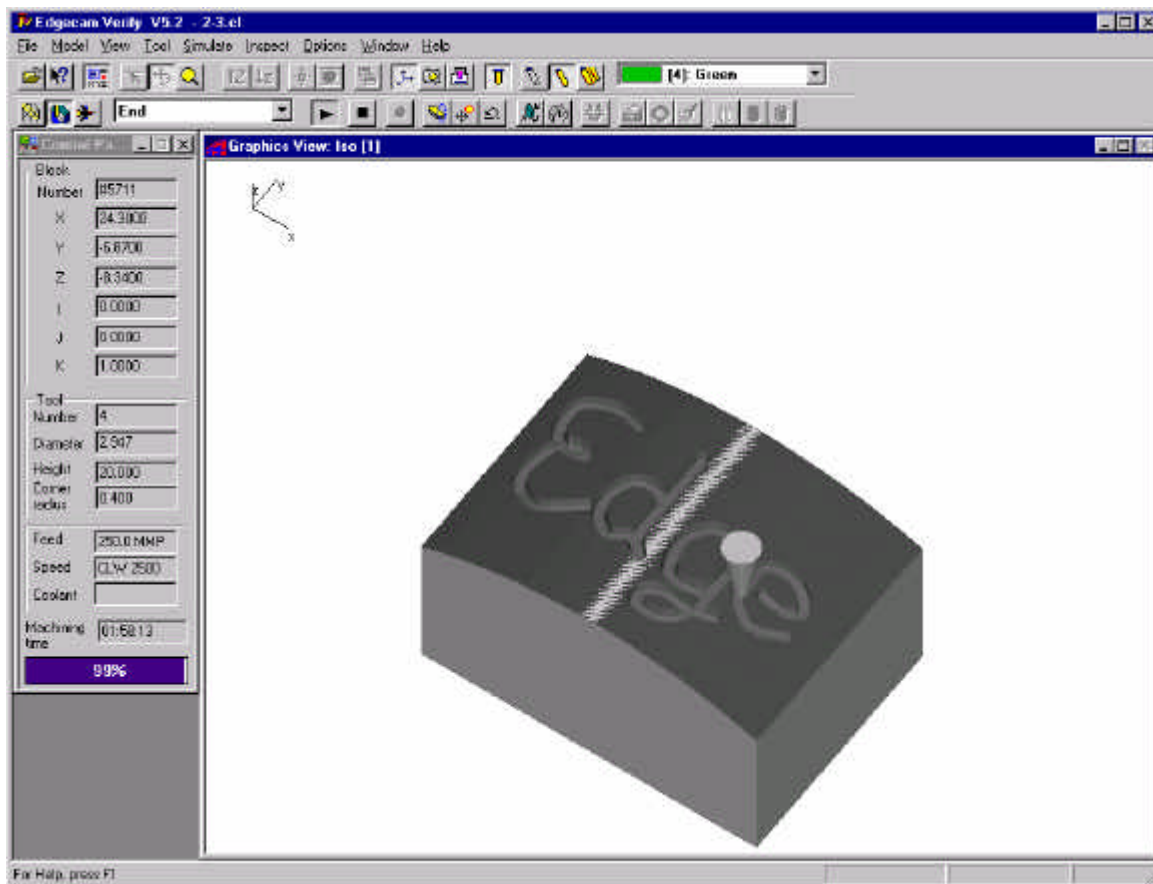 Edgecam Verify V5.2 - 2-3.cl
File Model View Tool Simulate Inspect Options Window Help
[4]: Green
End
Graphics View: Iso [1]
Block
Number #5711
X 24.3000
Y -6.8700
Z -8.3400
I 0.0000
J 0.0000
K 1.0000
Tool
Number 4
Diameter 2.947
Height 20.000
Corner radius 0.400
Feed 250.0 MMP
Speed CLW 2500
Coolant
Machining time 01:58:13
99%
z y
x
Edge
For Help, press F1